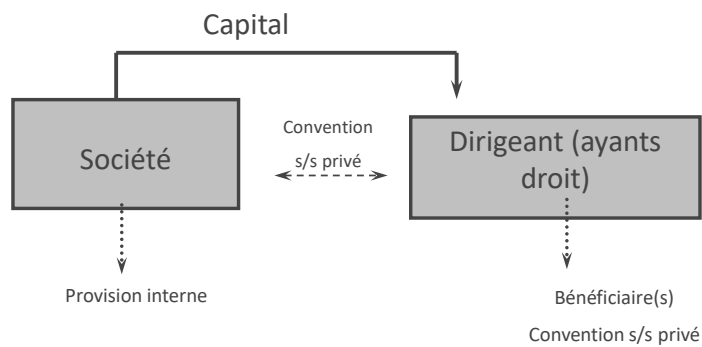 Capital
Société
Convention
s/s privé
Dirigeant (ayants
droit)
Provision interne
Bénéficiaire(s)
Convention s/s privé